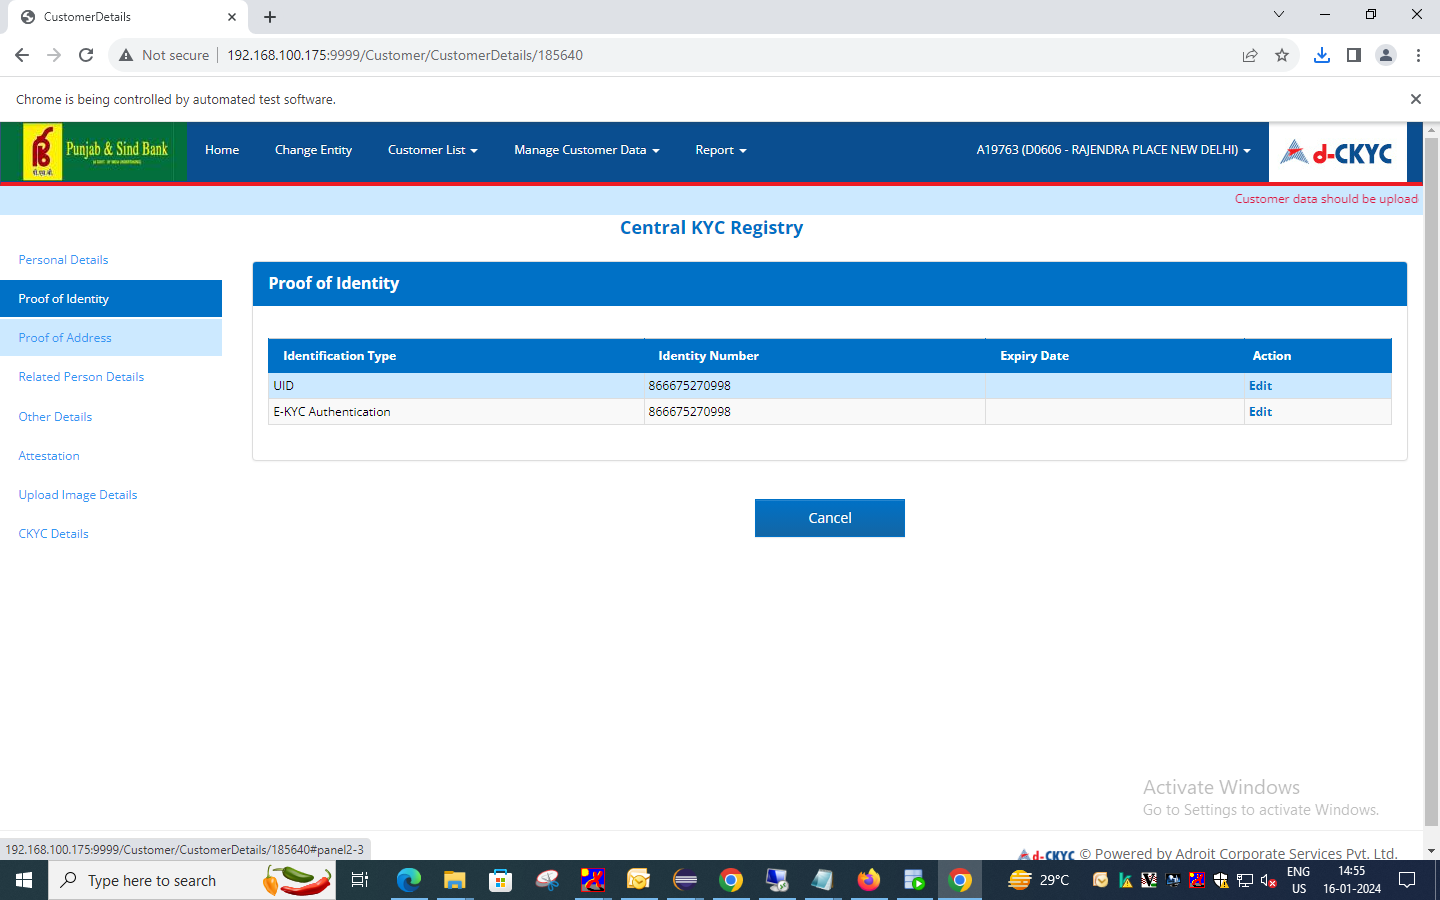 CustomerDetails
Not secure
192.168.100.175:9999/Customer/CustomerDetails/185640
Chrome is being controlled by automated test software.
पी.एस.बी.
Punjab & Sind Bank
Home
Change Entity
Customer List
Manage Customer Data
Report
A19763 (D0606 - RAJENDRA PLACE NEW DELHI)
d-CKYC
Customer data should be upload
Central KYC Registry
Personal Details
Proof of Identity
Proof of Address
Related Person Details
Other Details
Attestation
Upload Image Details
CKYC Details
Proof of Identity
Identification Type Identity Number Expiry Date Action
UID 866675270998 Edit
E-KYC Authentication 866675270998 Edit
Cancel
Activate Windows
Go to Settings to activate Windows.
192.168.100.175:9999/Customer/CustomerDetails/185640#panel2-3
d-CKYC © Powered by Adroit Corporate Services Pvt. Ltd.
Type here to search
29°C
ENG
US
14:55
16-01-2024